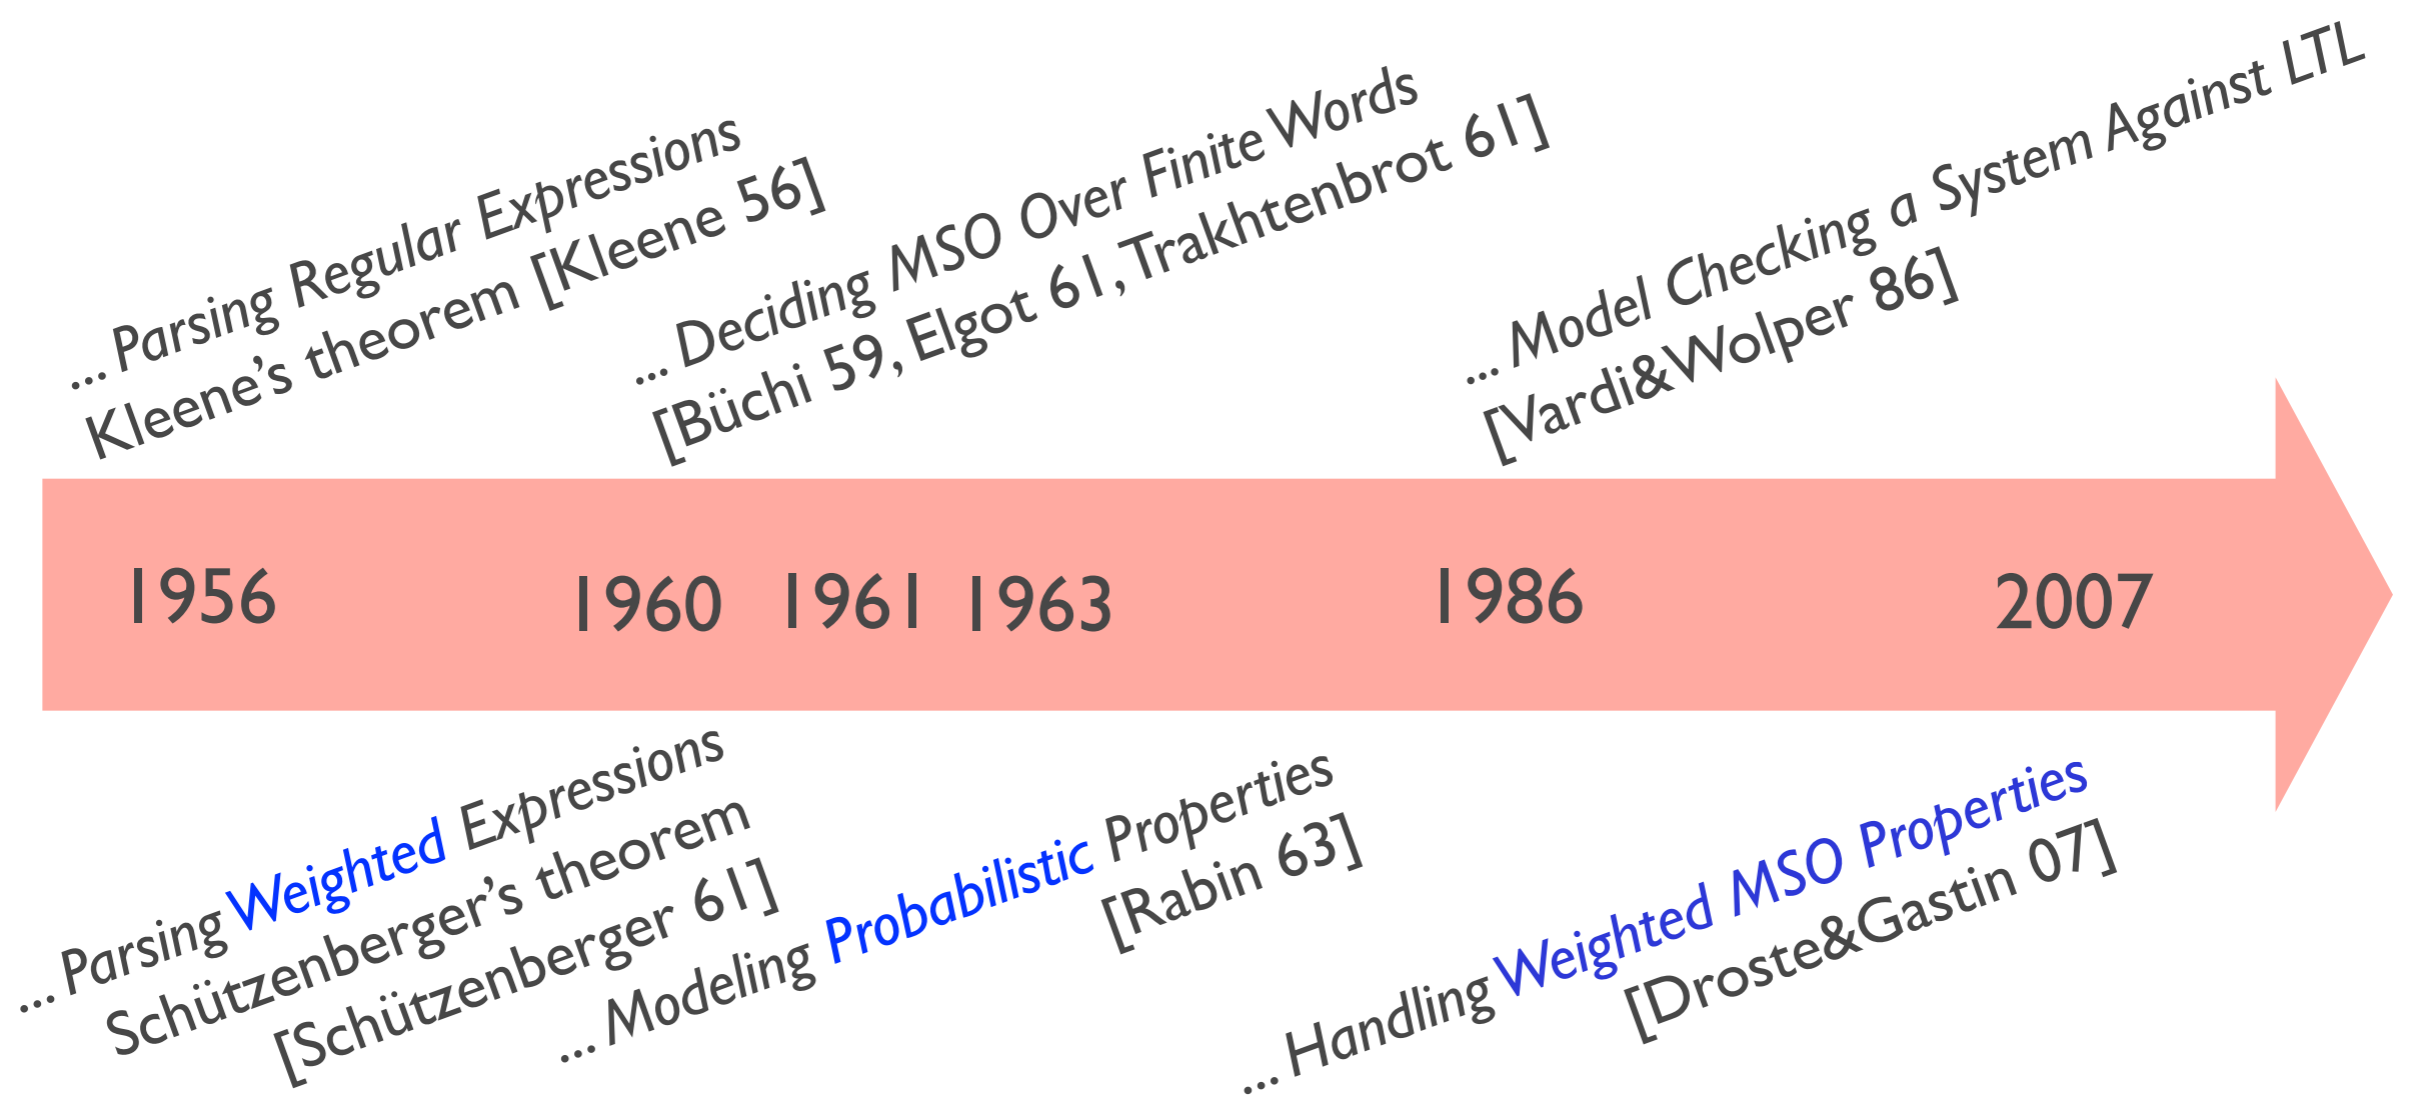 ... Parsing Regular Expressions
Kleene’s theorem [Kleene 56]
... Deciding MSO Over Finite Words
[Büchi 59, Elgot 61, Trakhtenbrot 61]
... Model Checking a System Against LTL
[Vardi&Wolper 86]
1956
1960
1961
1963
1986
2007
... Parsing Weighted Expressions
Schützenberger’s theorem
[Schützenberger 61]
... Modeling Probabilistic Properties
[Rabin 63]
... Handling Weighted MSO Properties
[Droste&Gastin 07]